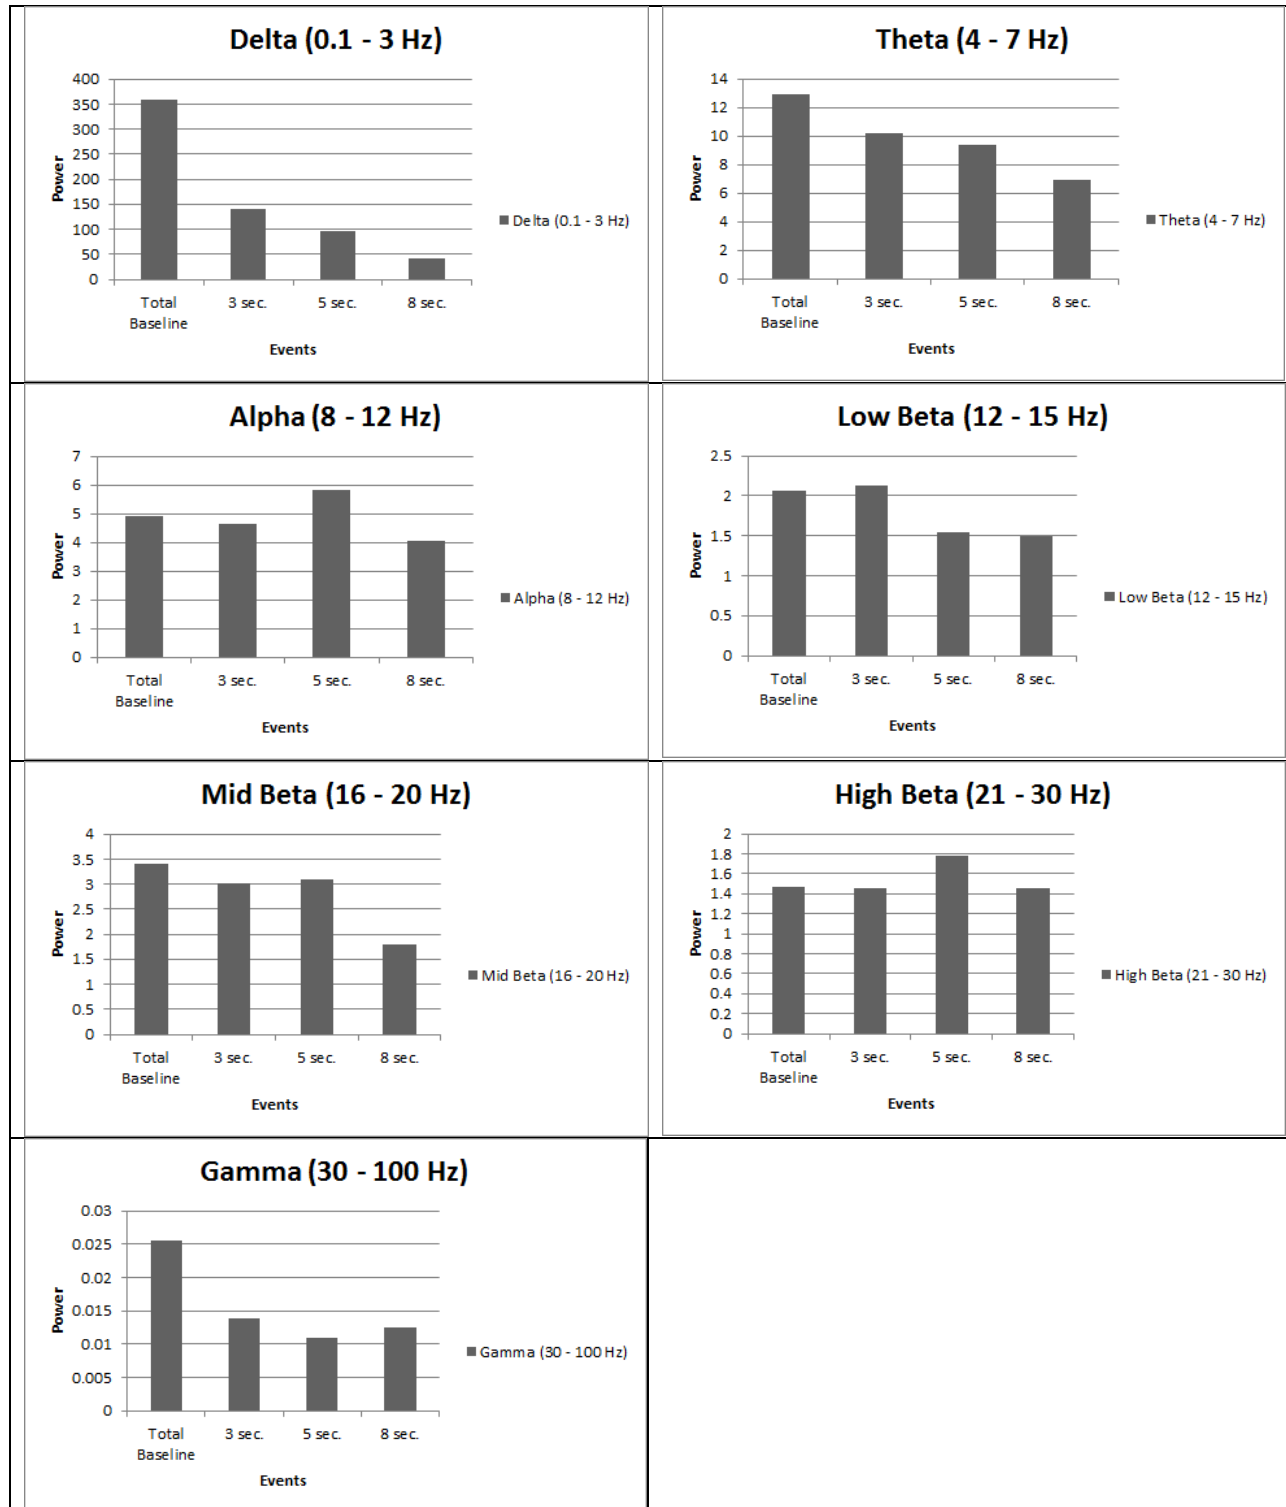 Delta (0.1 - 3 Hz)
400
350
300
250
200
150
100
50
0
Power
Total Baseline
3 sec.
5 sec.
8 sec.
Events
Delta (0.1 - 3 Hz)
Theta (4 - 7 Hz)
14
12
10
8
6
4
2
0
Power
Total Baseline
3 sec.
5 sec.
8 sec.
Events
Theta (4 - 7 Hz)
Alpha (8 - 12 Hz)
7
6
5
4
3
2
1
0
Power
Total Baseline
3 sec.
5 sec.
8 sec.
Events
Alpha (8 - 12 Hz)
Low Beta (12 - 15 Hz)
2.5
2
1.5
1
0.5
0
Power
Total Baseline
3 sec.
5 sec.
8 sec.
Events
Low Beta (12 - 15 Hz)
Mid Beta (16 - 20 Hz)
4
3.5
3
2.5
2
1.5
1
0.5
0
Power
Total Baseline
3 sec.
5 sec.
8 sec.
Events
Mid Beta (16 - 20 Hz)
High Beta (21 - 30 Hz)
2
1.8
1.6
1.4
1.2
1
0.8
0.6
0.4
0.2
0
Power
Total Baseline
3 sec.
5 sec.
8 sec.
Events
High Beta (21 - 30 Hz)
Gamma (30 - 100 Hz)
0.03
0.025
0.02
0.015
0.01
0.005
0
Power
Total Baseline
3 sec.
5 sec.
8 sec.
Events
Gamma (30 - 100 Hz)